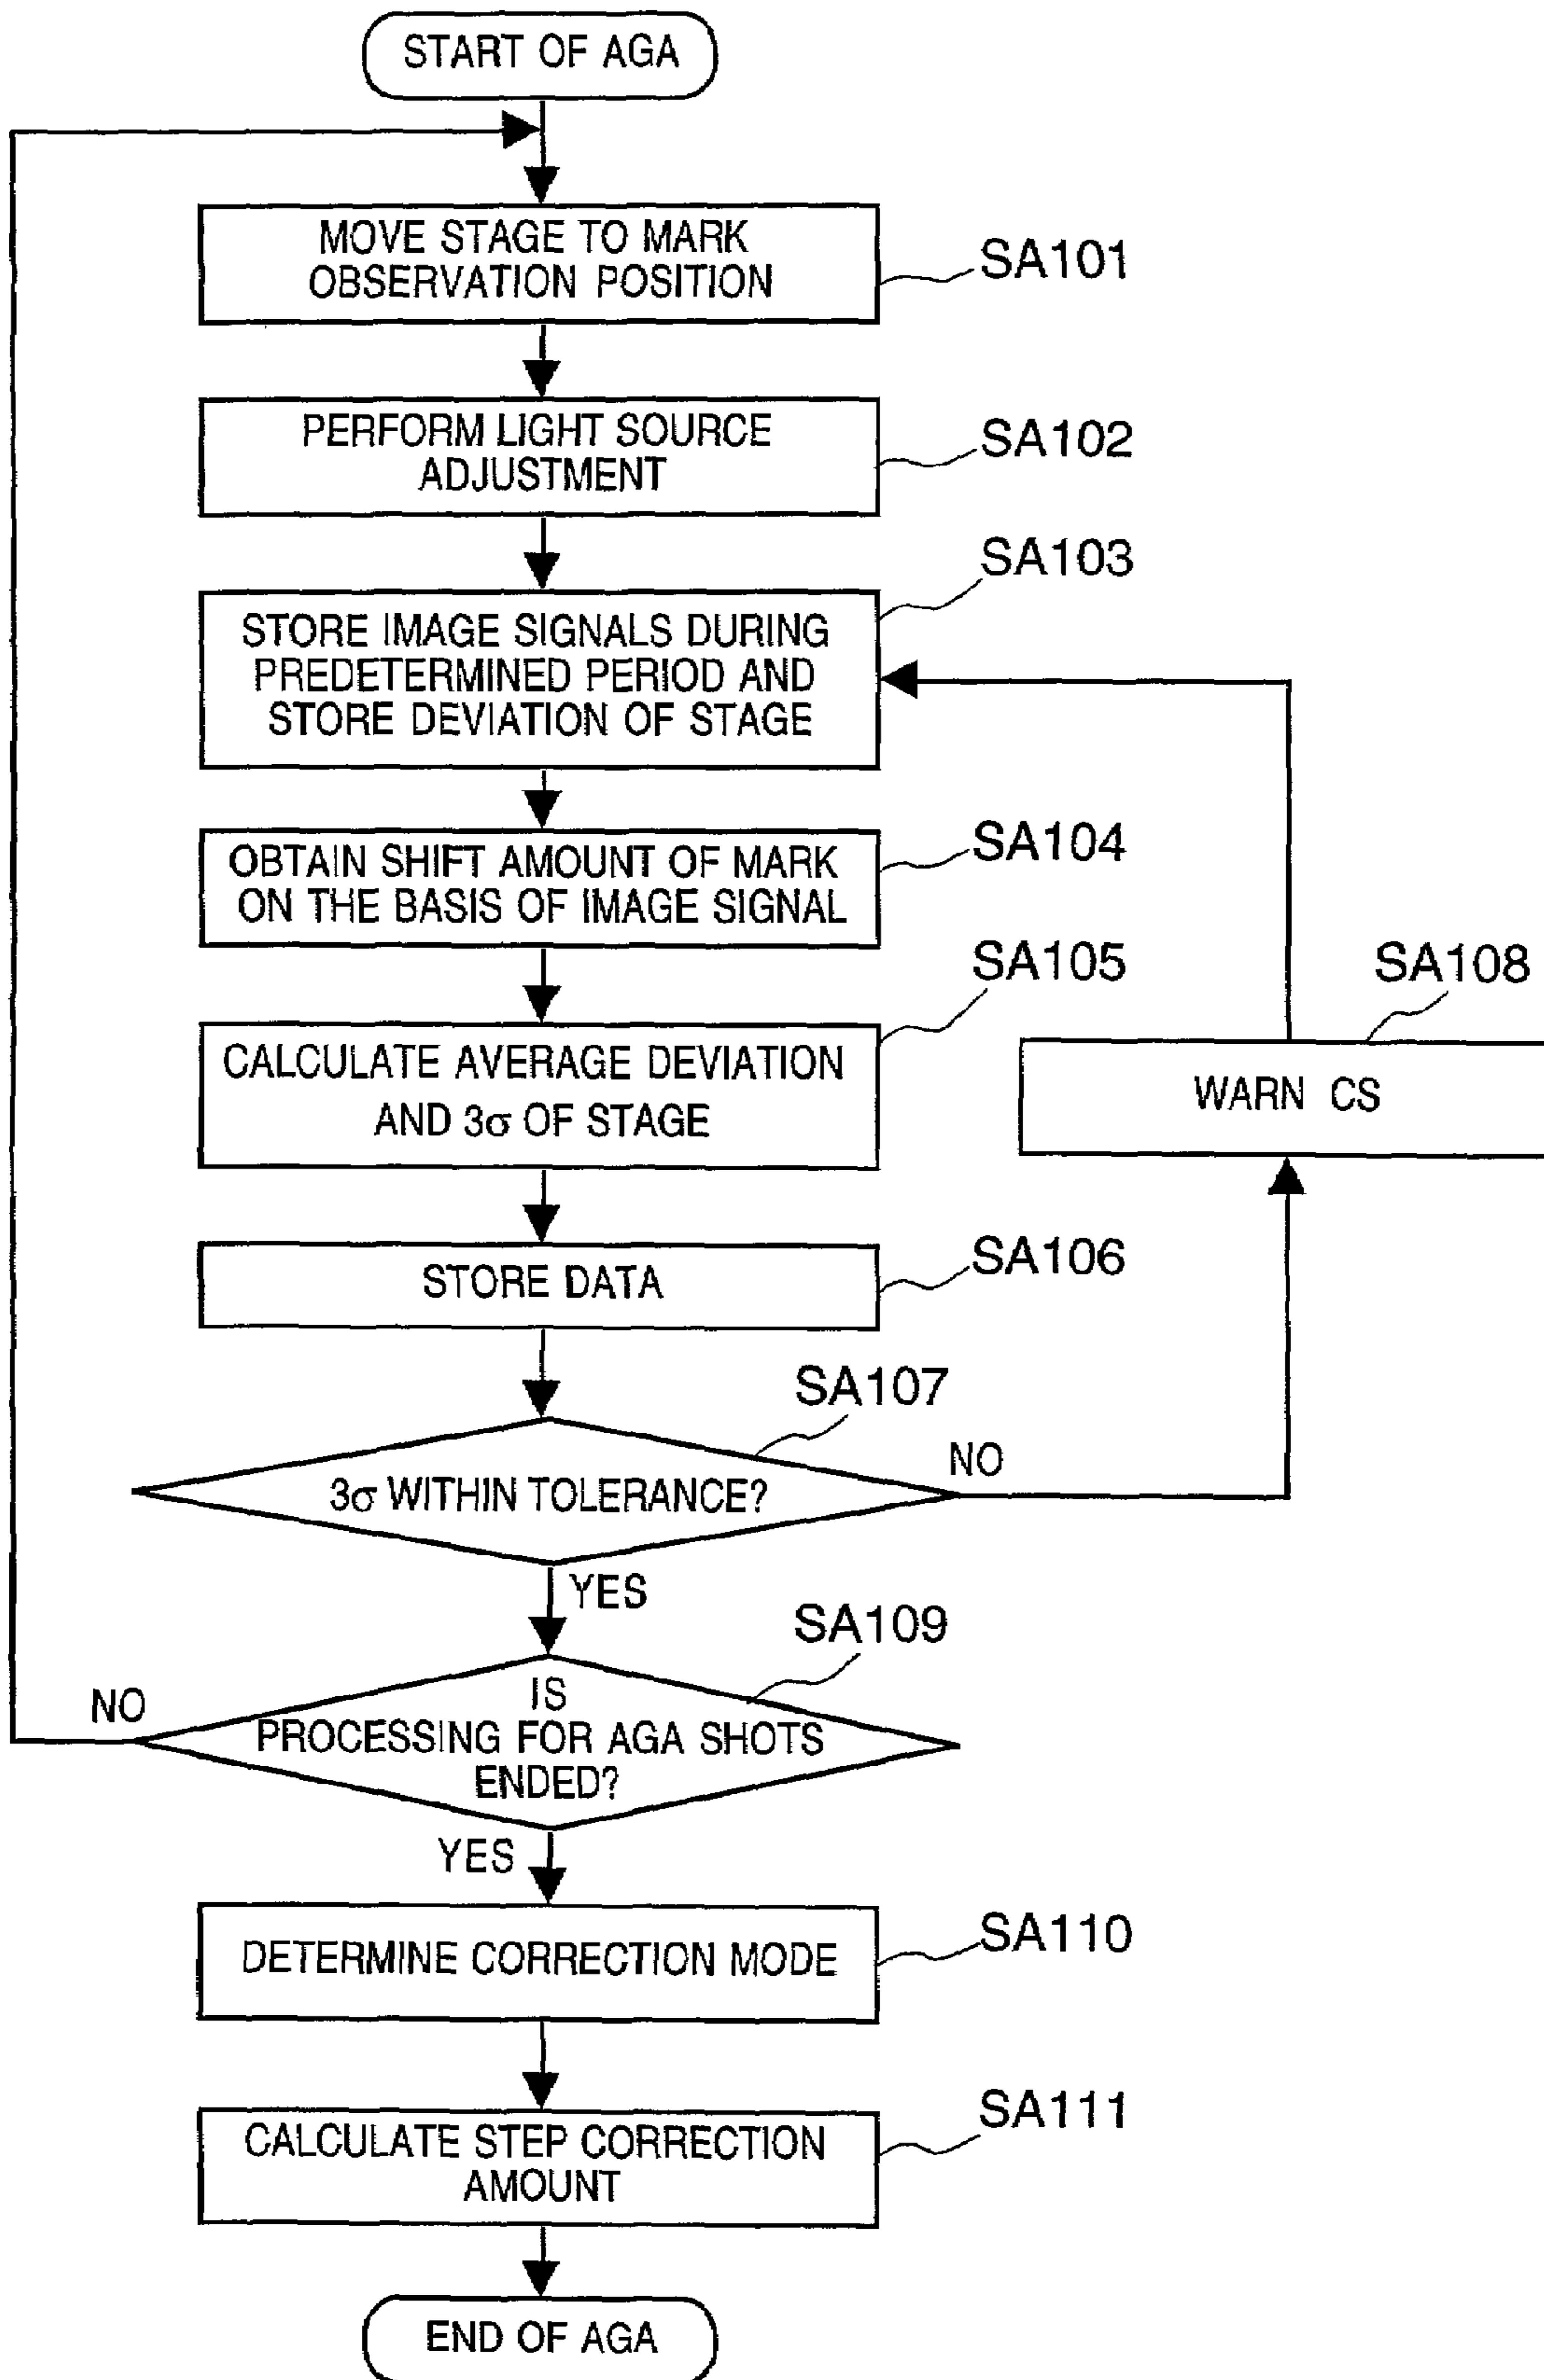 START OF AGA
MOVE STAGE TO MARK
OBSERVATION POSITION
SA101
PERFORM LIGHT SOURCE
ADJUSTMENT
SA102
SA103
STORE IMAGE SIGNALS DURING
PREDETERMINED PERIOD AND
STORE DEVIATION OF STAGE
OBTAIN SHIFT AMOUNT OF MARK
ON THE BASIS OF IMAGE SIGNAL
SA104
SA105
CALCULATE AVERAGE DEVIATION
AND 3σ OF STAGE
SA108
WARN CS
STORE DATA
SA106
SA107
3σ WITHIN TOLERANCE?
NO
YES
SA109
NO
IS
PROCESSING FOR AGA SHOTS
ENDED?
YES
DETERMINE CORRECTION MODE
SA110
CALCULATE STEP CORRECTION
AMOUNT
SA111
END OF AGA